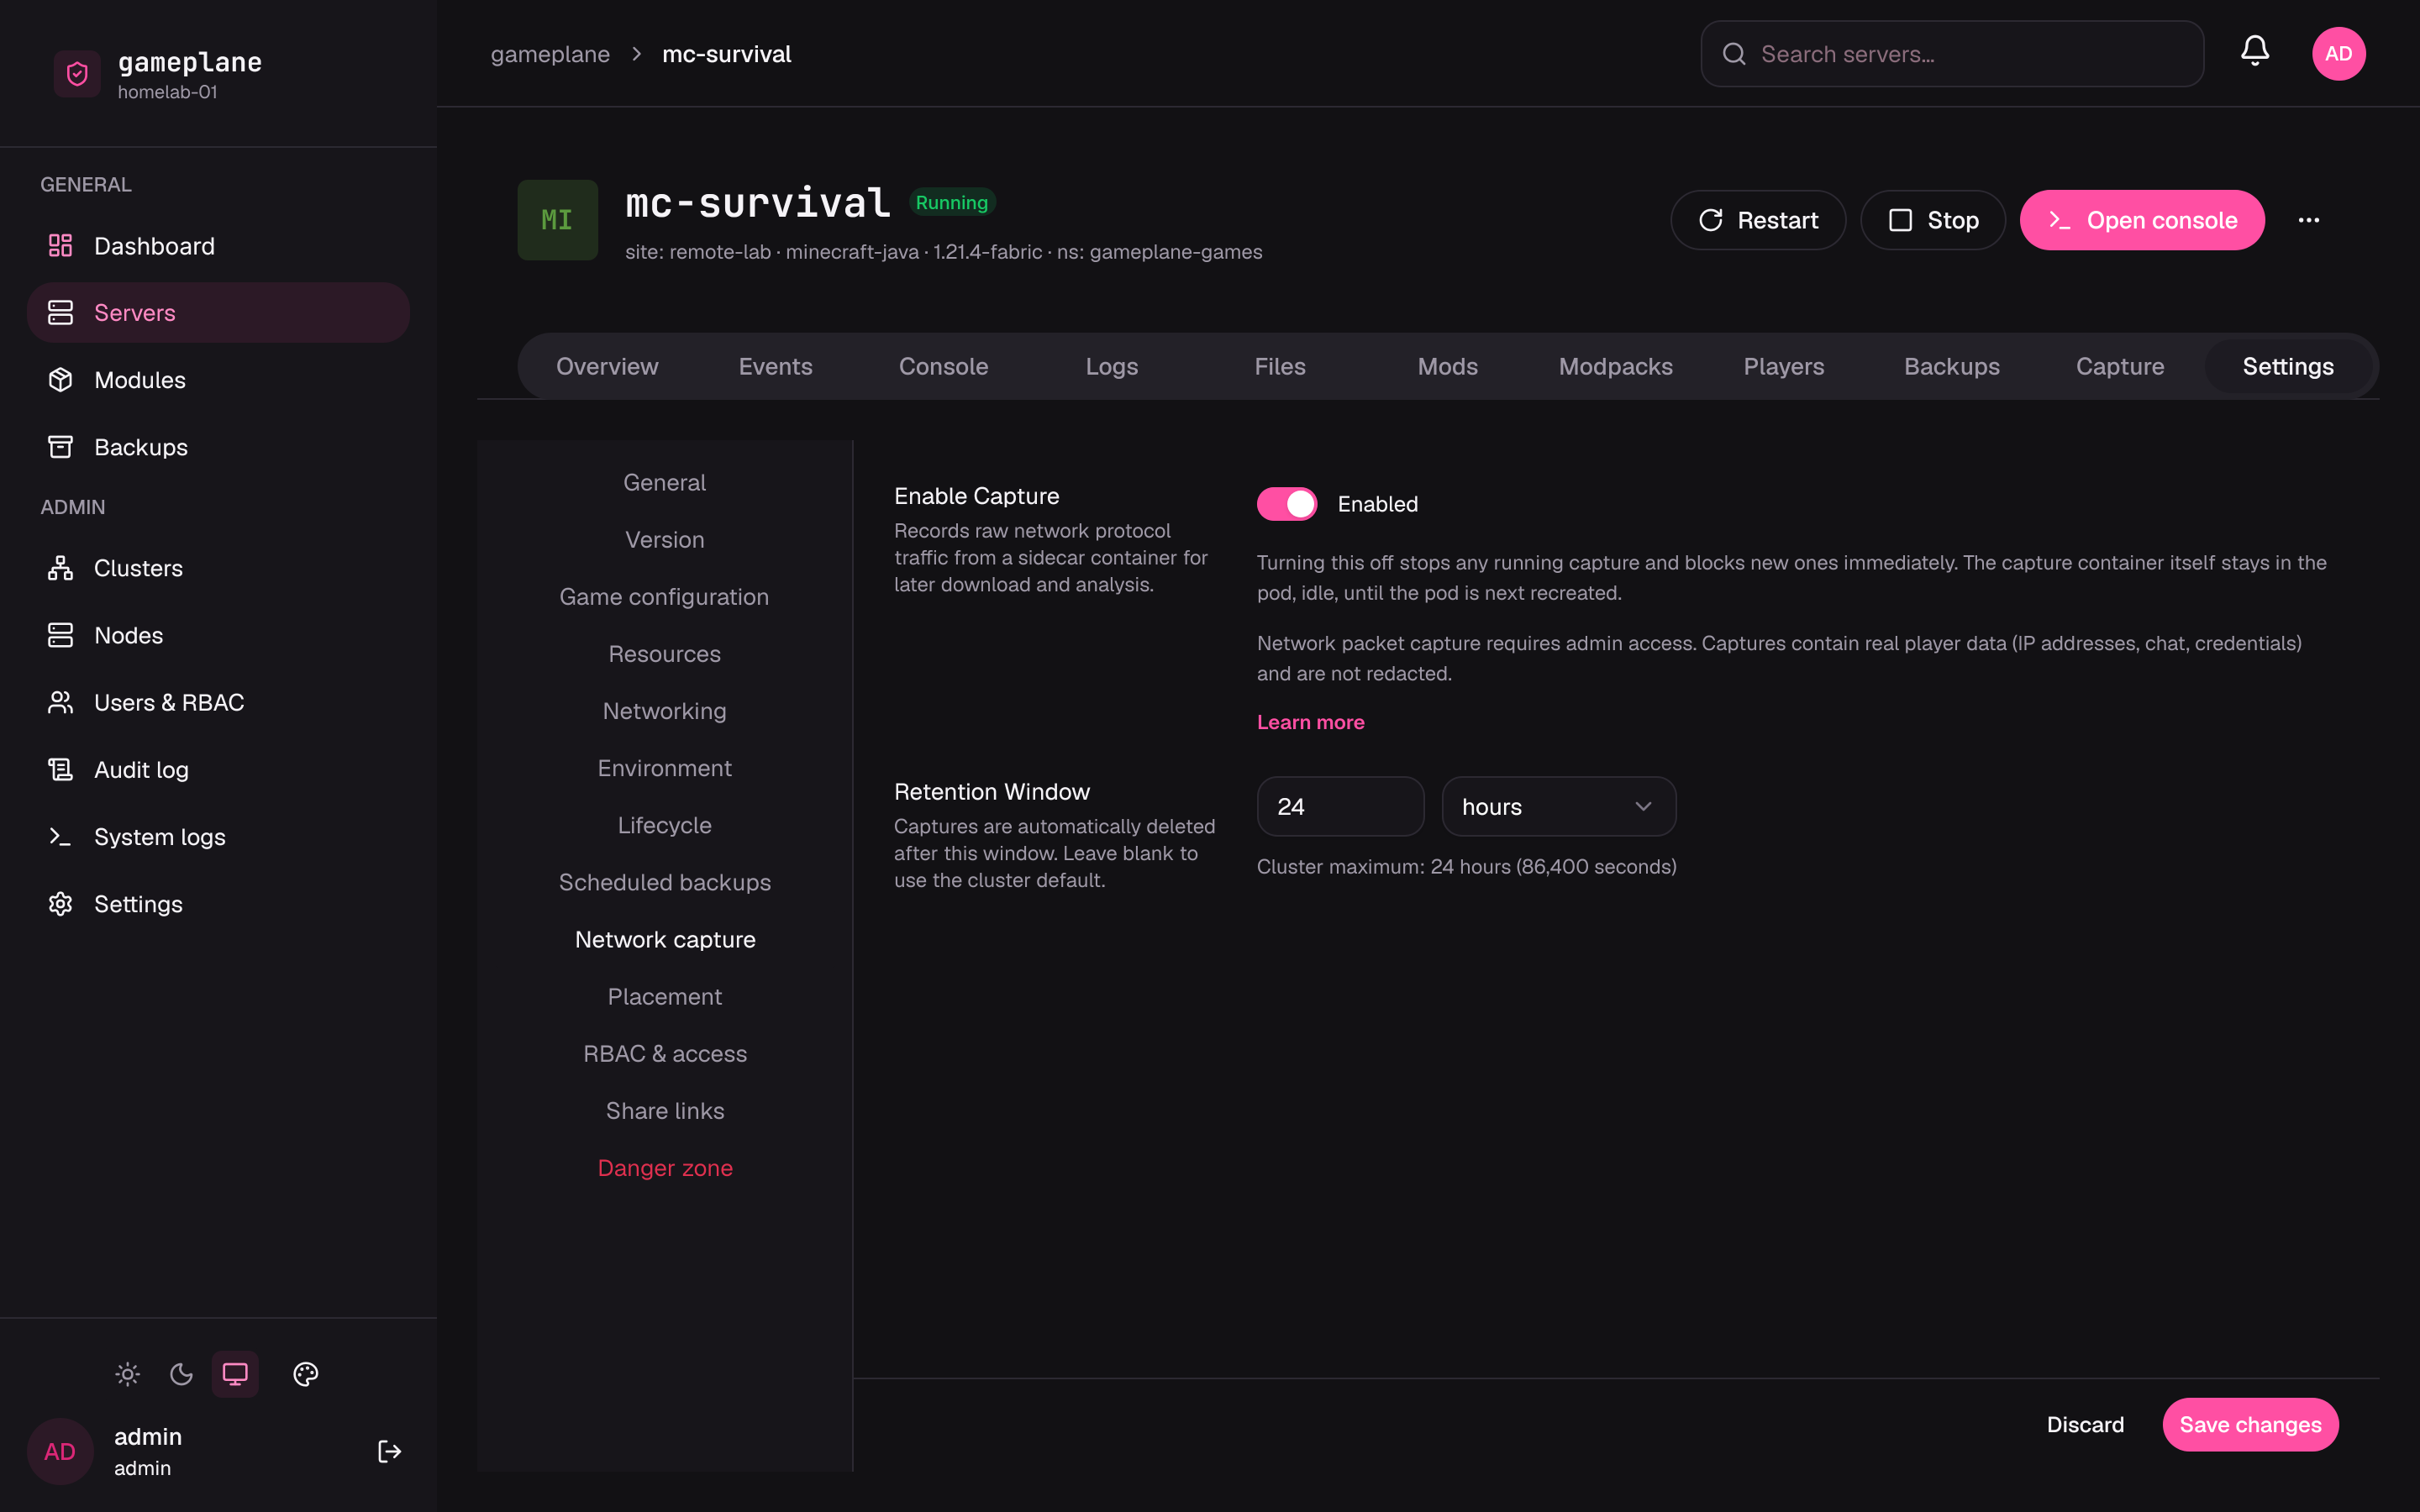 gameplane
homelab-01
GENERAL
Dashboard
Servers
Modules
Backups
ADMIN
Clusters
Nodes
Users & RBAC
Audit log
System logs
Settings
AD
admin
admin
gameplane > mc-survival
Search servers...
AD
MI
mc-survival
Running
site: remote-lab · minecraft-java · 1.21.4-fabric · ns: gameplane-games
Restart
Stop
Open console
Overview
Events
Console
Logs
Files
Mods
Modpacks
Players
Backups
Capture
Settings
General
Version
Game configuration
Resources
Networking
Environment
Lifecycle
Scheduled backups
Network capture
Placement
RBAC & access
Share links
Danger zone
Enable Capture
Records raw network protocol
traffic from a sidecar container for
later download and analysis.
Enabled
Turning this off stops any running capture and blocks new ones immediately. The capture container itself stays in the
pod, idle, until the pod is next recreated.
Network packet capture requires admin access. Captures contain real player data (IP addresses, chat, credentials)
and are not redacted.
Learn more
Retention Window
Captures are automatically deleted
after this window. Leave blank to
use the cluster default.
24
hours
Cluster maximum: 24 hours (86,400 seconds)
Discard
Save changes